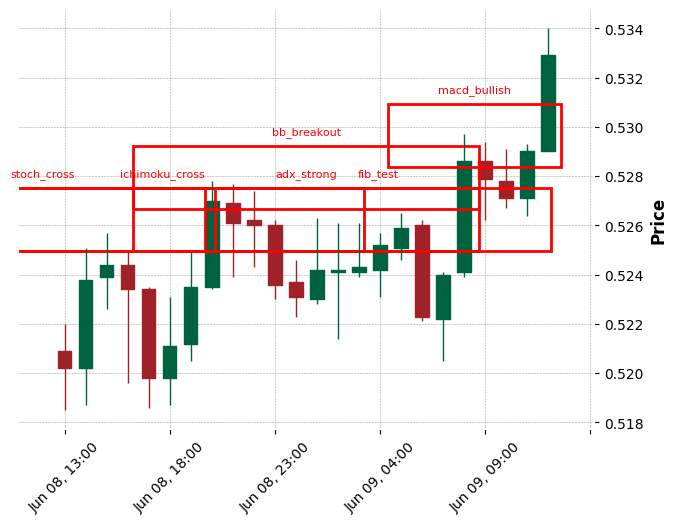 0.534
0.532
macd_bullish
0.530
bb_breakout
stoch_cross ichimoku_cross adx_strong fib_test
0.528
0.526
0.524
0.522
0.520
0.518
Price
Jun 08, 13:00
Jun 08, 18:00
Jun 08, 23:00
Jun 09, 04:00
Jun 09, 09:00